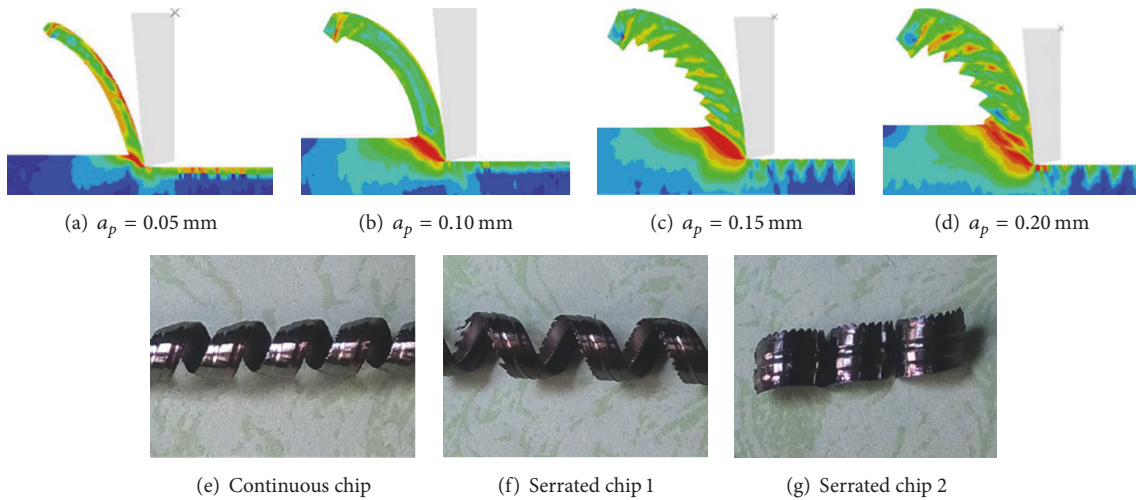 (a) $a_p$ = 0.05 mm
(b) $a_p$ = 0.10 mm
(c) $a_p$ = 0.15 mm
(d) $a_p$ = 0.20 mm
(e) Continuous chip
(f) Serrated chip 1
(g) Serrated chip 2